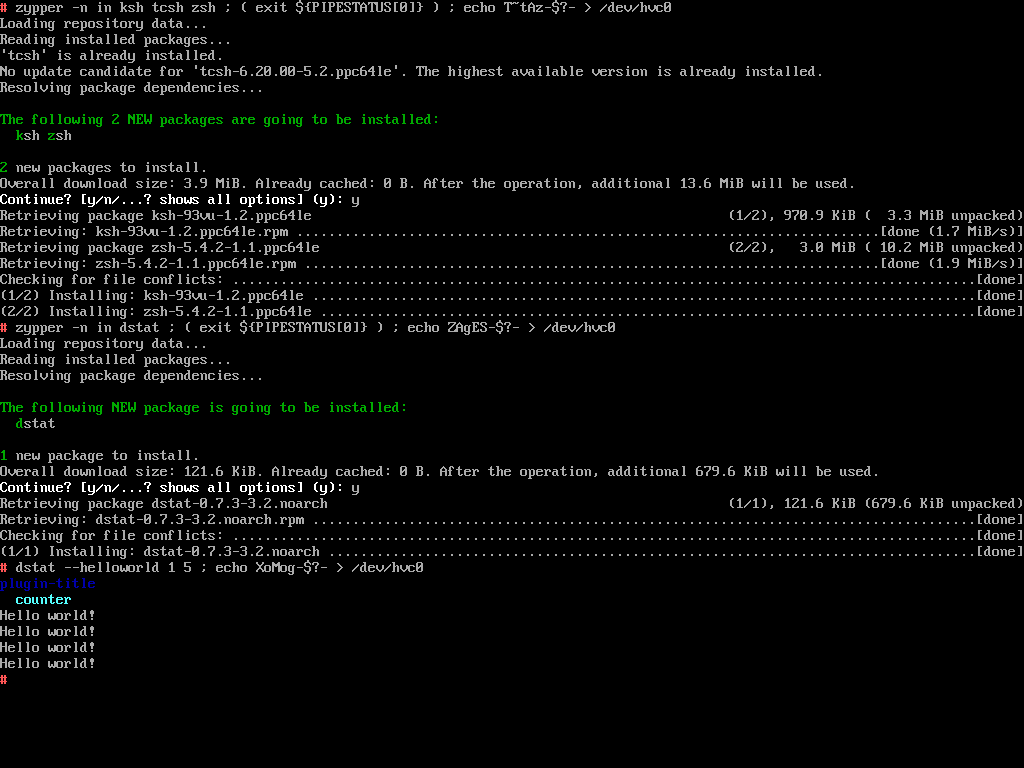 # zypper -n in ksh tcsh zsh ; ( exit ${PIPESTATUS[0]} ) ; echo T~tAz-$?- > /dev/hvc0
Loading repository data...
Reading installed packages...
'tcsh' is already installed.
No update candidate for 'tcsh-6.20.00-5.2.ppc64le'. The highest available version is already installed.
Resolving package dependencies...
The following 2 NEW packages are going to be installed:
ksh zsh
2 new packages to install.
Overall download size: 3.9 MiB. Already cached: 0 B. After the operation, additional 13.6 MiB will be used.
Continue? [y/n/...? shows all options] (y): y
Retrieving package ksh-93vu-1.2.ppc64le (1/2), 970.9 KiB (  3.3 MiB unpacked)
Retrieving: ksh-93vu-1.2.ppc64le.rpm .........................................................................[done (1.7 MiB/s)]
Retrieving package zsh-5.4.2-1.1.ppc64le (2/2),   3.0 MiB ( 10.2 MiB unpacked)
Retrieving: zsh-5.4.2-1.1.ppc64le.rpm ........................................................................[done (1.9 MiB/s)]
Checking for file conflicts: .............................................................................................[done]
(1/2) Installing: ksh-93vu-1.2.ppc64le ...................................................................................[done]
(2/2) Installing: zsh-5.4.2-1.1.ppc64le ..................................................................................[done]
# zypper -n in dstat ; ( exit ${PIPESTATUS[0]} ) ; echo ZAgES-$?- > /dev/hvc0
Loading repository data...
Reading installed packages...
Resolving package dependencies...
The following NEW package is going to be installed:
dstat
1 new package to install.
Overall download size: 121.6 KiB. Already cached: 0 B. After the operation, additional 679.6 KiB will be used.
Continue? [y/n/...? shows all options] (y): y
Retrieving package dstat-0.7.3-3.2.noarch (1/1), 121.6 KiB (679.6 KiB unpacked)
Retrieving: dstat-0.7.3-3.2.noarch.rpm ...................................................................................[done]
Checking for file conflicts: .............................................................................................[done]
(1/1) Installing: dstat-0.7.3-3.2.noarch .................................................................................[done]
# dstat --helloworld 1 5 ; echo XoMog-$?- > /dev/hvc0
plugin-title
counter
Hello world!
Hello world!
Hello world!
Hello world!
#